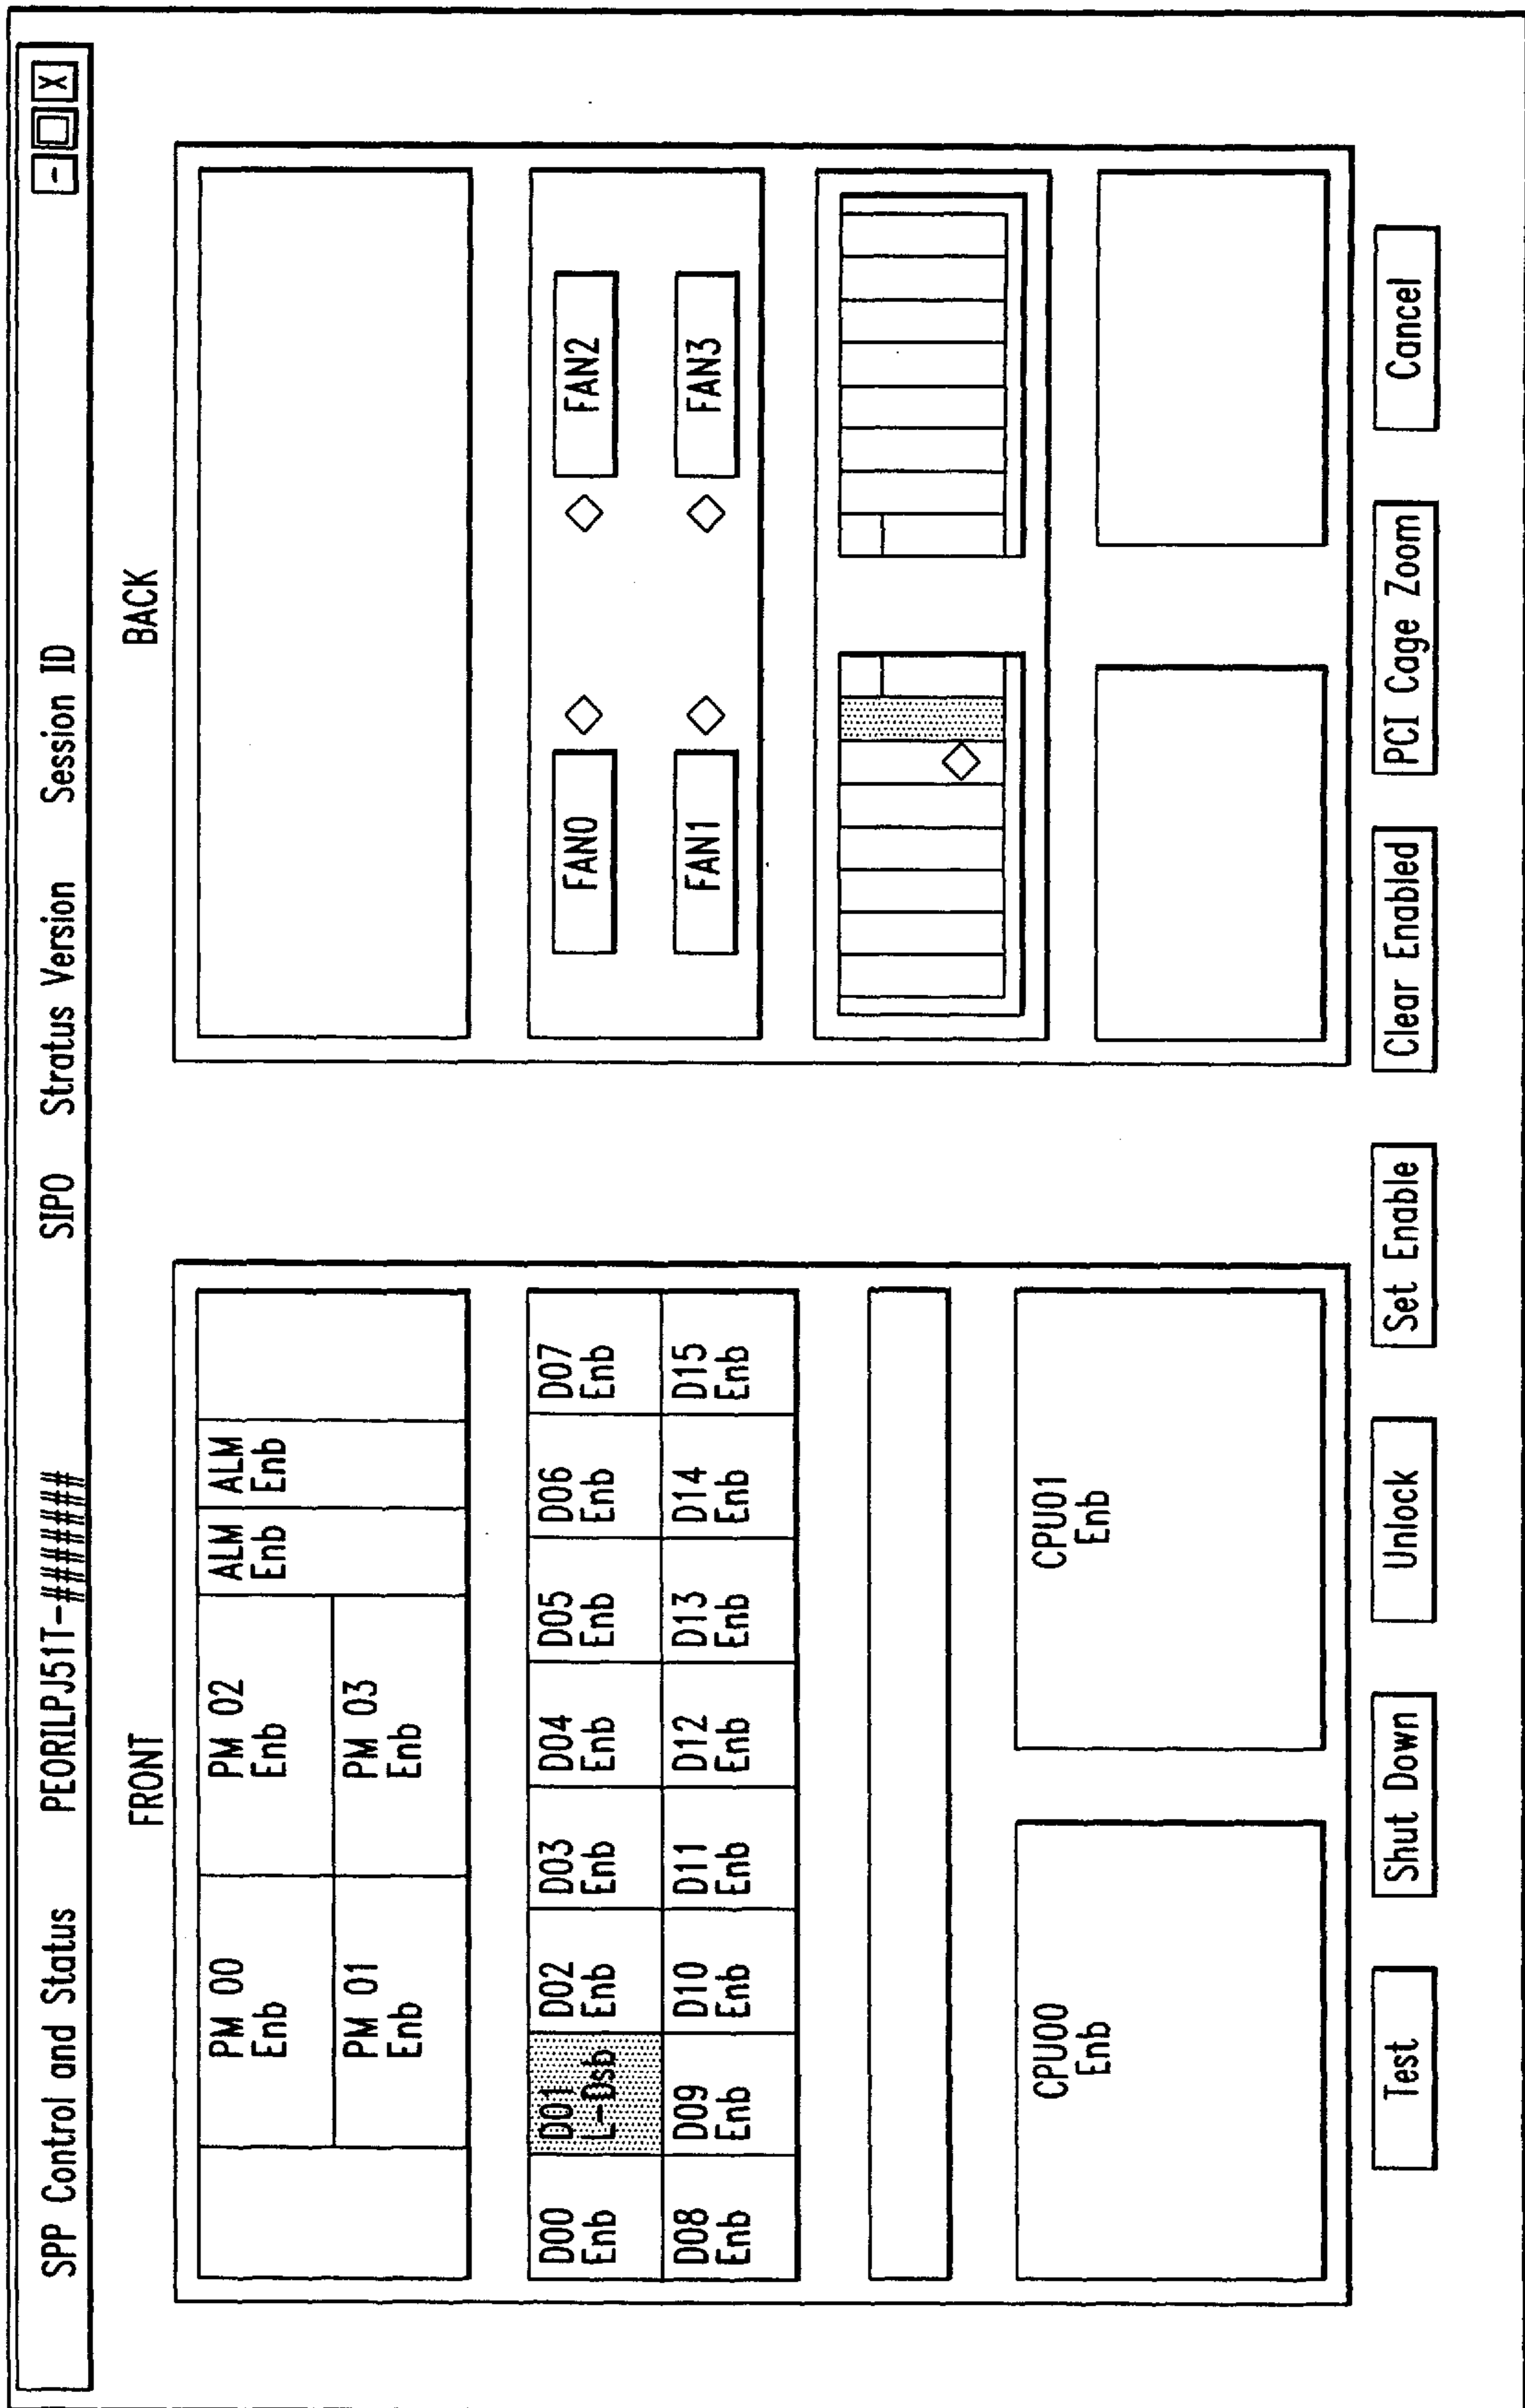 SPP Control and Status PEORILPJ51T-###### SIP0 Stratus Version Session ID - □ X
FRONT
PM 00
Enb
PM 02
Enb
ALM
Enb
ALM
Enb
PM 01
Enb
PM 03
Enb
D00
Enb
D01
L-Dsb
D02
Enb
D03
Enb
D04
Enb
D05
Enb
D06
Enb
D07
Enb
D08
Enb
D09
Enb
D10
Enb
D11
Enb
D12
Enb
D13
Enb
D14
Enb
D15
Enb
CPU00
Enb
CPU01
Enb
BACK
FAN0
FAN2
FAN1
FAN3
Test Shut Down Unlock Set Enable Clear Enabled PCI Cage Zoom Cancel